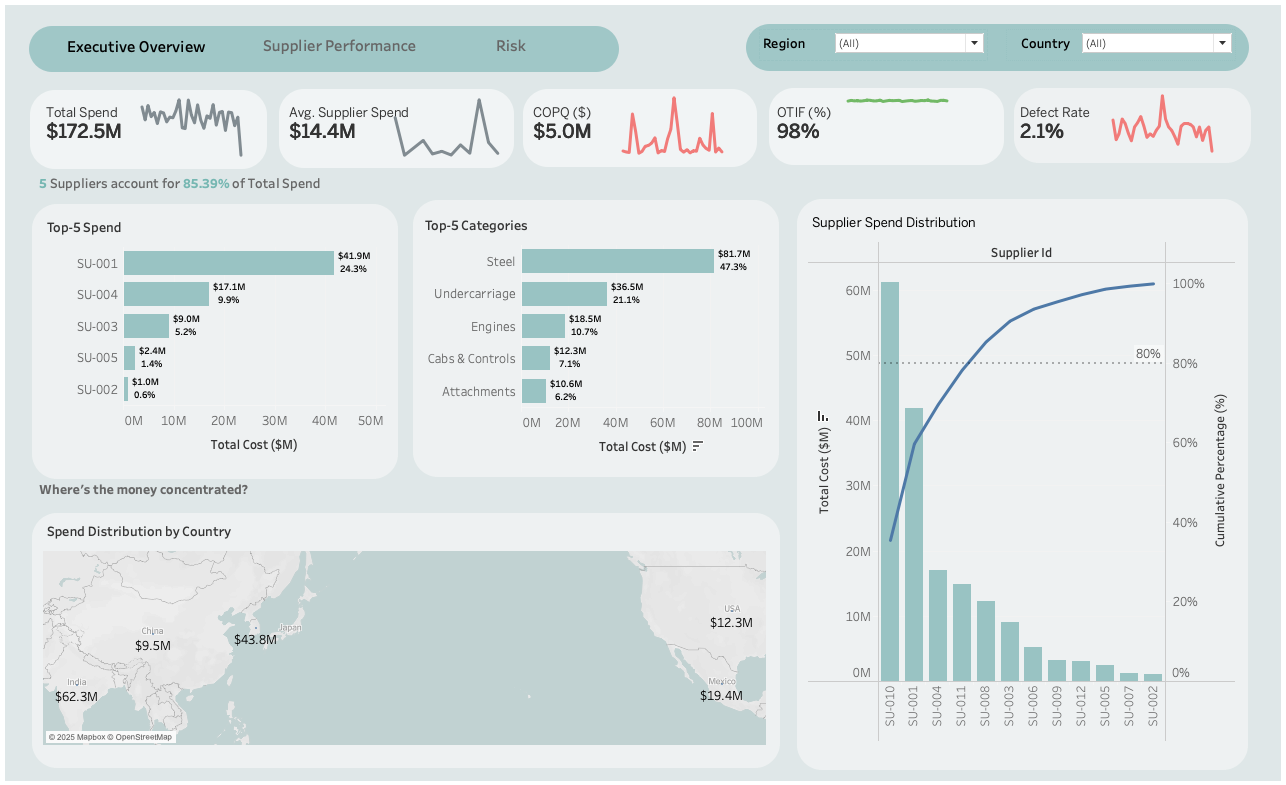 Executive Overview
Supplier Performance
Risk
Region
(All)
Country
(All)
Total Spend
$172.5M
Avg. Supplier Spend
$14.4M
COPQ ($)
$5.0M
OTIF (%)
98%
Defect Rate
2.1%
5 Suppliers account for 85.39% of Total Spend
Top-5 Spend
SU-001
$41.9M
24.3%
SU-004
$17.1M
9.9%
SU-003
$9.0M
5.2%
SU-005
$2.4M
1.4%
SU-002
$1.0M
0.6%
0M 10M 20M 30M 40M 50M
Total Cost ($M)
Top-5 Categories
Steel
$81.7M
47.3%
Undercarriage
$36.5M
21.1%
Engines
$18.5M
10.7%
Cabs & Controls
$12.3M
7.1%
Attachments
$10.6M
6.2%
0M 20M 40M 60M 80M 100M
Total Cost ($M)
Where's the money concentrated?
Spend Distribution by Country
China
$9.5M
$43.8M
Japan
India
$62.3M
USA
$12.3M
Mexico
$19.4M
© 2025 Mapbox © OpenStreetMap
Supplier Spend Distribution
Supplier Id
60M
50M
40M
30M
20M
10M
0M
Total Cost ($M)
80%
100%
80%
60%
40%
20%
0%
Cumulative Percentage (%)
SU-010
SU-001
SU-004
SU-011
SU-008
SU-003
SU-006
SU-009
SU-012
SU-005
SU-007
SU-002